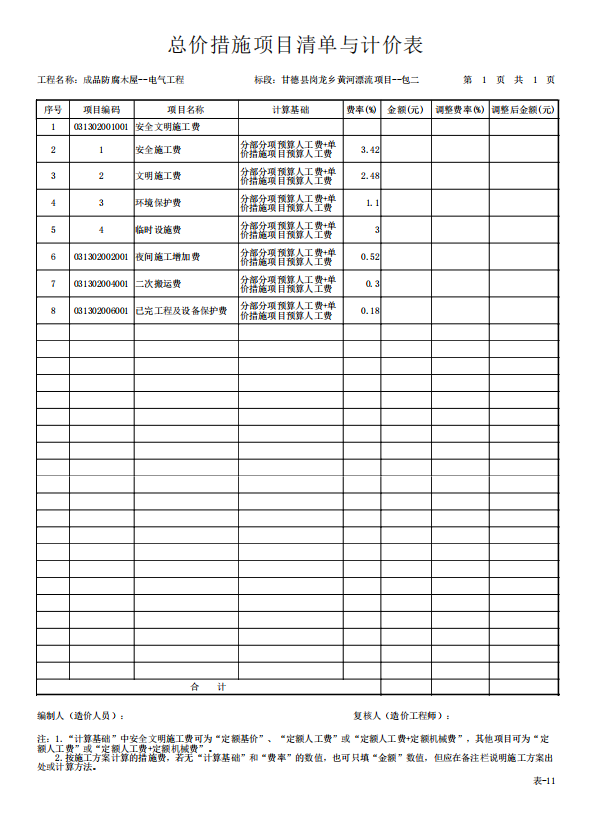 总价措施项目清单与计价表
工程名称：成品防腐木屋--电气工程 标段：甘德县岗龙乡黄河漂流项目--包二 第 1 页 共 1 页
序号 项目编码 项目名称 计算基础 费率(%) 金额(元) 调整费率(%) 调整后金额(元)
1 031302001001 安全文明施工费
2 1 安全施工费 分部分项预算人工费+单价措施项目预算人工费 3.42
3 2 文明施工费 分部分项预算人工费+单价措施项目预算人工费 2.48
4 3 环境保护费 分部分项预算人工费+单价措施项目预算人工费 1.1
5 4 临时设施费 分部分项预算人工费+单价措施项目预算人工费 3
6 031302002001 夜间施工增加费 分部分项预算人工费+单价措施项目预算人工费 0.52
7 031302004001 二次搬运费 分部分项预算人工费+单价措施项目预算人工费 0.3
8 031302006001 已完工程及设备保护费 分部分项预算人工费+单价措施项目预算人工费 0.18
合 计
编制人（造价人员）： 复核人（造价工程师）：
注：1.“计算基础”中安全文明施工费可为“定额基价”、“定额人工费”或“定额人工费+定额机械费”，其他项目可为“定
额人工费”或“定额人工费+定额机械费”。
2.按施工方案计算的措施费，若无“计算基础”和“费率”的数值，也可只填“金额”数值，但应在备注栏说明施工方案出
处或计算方法。
表-11